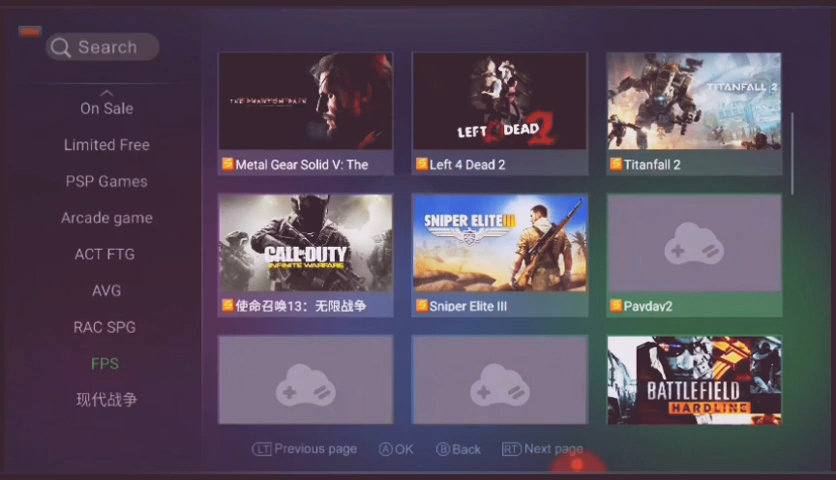 Search
On Sale
Limited Free
PSP Games
Arcade game
ACT FTG
AVG
RAC SPG
FPS
现代战争
THE PHANTOM PAIN
Metal Gear Solid V: The
LEFT 4 DEAD 2
Left 4 Dead 2
TITANFALL 2
Titanfall 2
CALL OF DUTY
INFINITE WARFARE
使命召唤13：无限战争
SNIPER ELITE III
Sniper Elite III
Payday2
BATTLEFIELD
HARDLINE
LT Previous page A OK B Back RT Next page